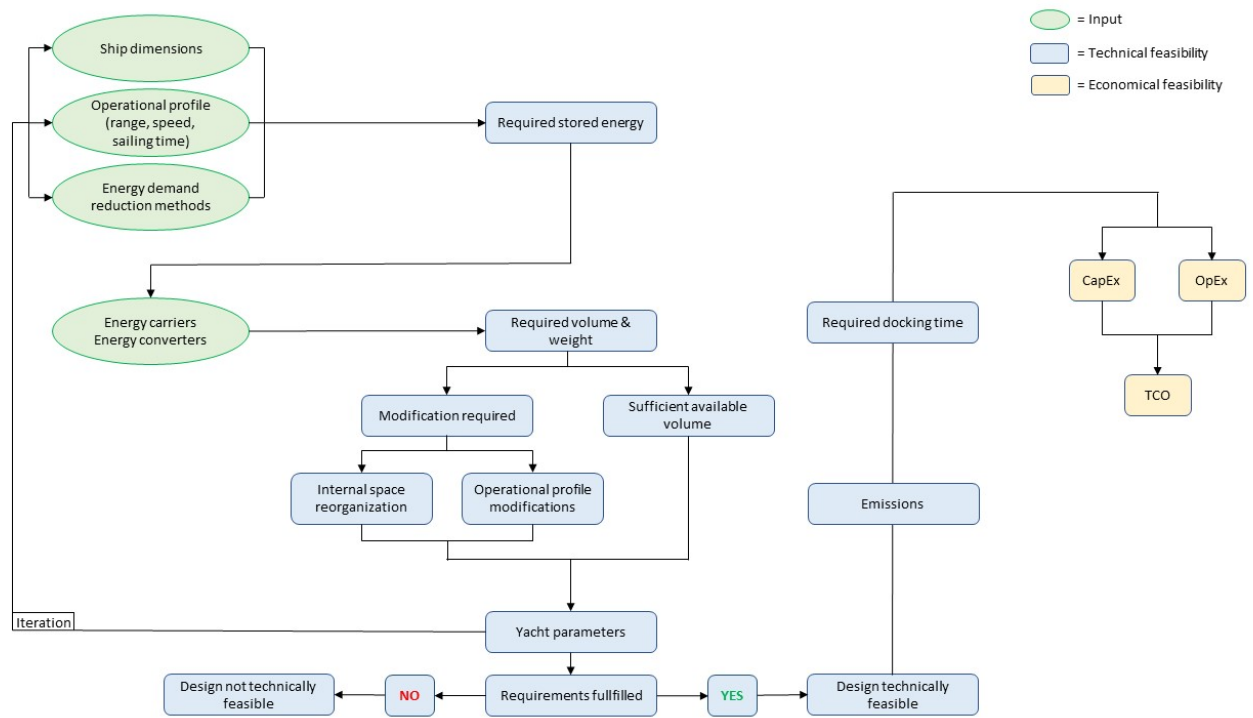 Ship dimensions
Operational profile
(range, speed,
sailing time)
Energy demand
reduction methods
Required stored energy
= Input
= Technical feasibility
= Economical feasibility
Energy carriers
Energy converters
Required volume &
weight
Modification required
Sufficient available
volume
Internal space
reorganization
Operational profile
modifications
Iteration
Yacht parameters
Design not technically
feasible
NO
Requirements fullfilled
YES
Design technically
feasible
Emissions
Required docking time
CapEx
OpEx
TCO